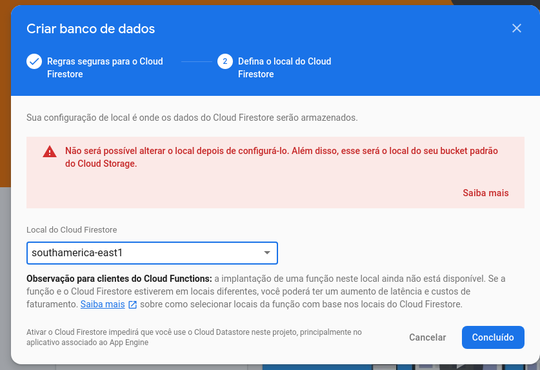 Criar banco de dados
Regras seguras para o Cloud
Firestore
2
Defina o local do Cloud
Firestore
Sua configuração de local é onde os dados do Cloud Firestore serão armazenados.
Não será possível alterar o local depois de configurá-lo. Além disso, esse será o local do seu bucket padrão
do Cloud Storage.
Saiba mais
Local do Cloud Firestore
southamerica-east1
Observação para clientes do Cloud Functions: a implantação de uma função neste local ainda não está disponível. Se a
função e o Cloud Firestore estiverem em locais diferentes, você poderá ter um aumento de latência e custos de
faturamento. Saiba mais sobre como selecionar locais da função com base nos locais do Cloud Firestore.
Ativar o Cloud Firestore impedirá que você use o Cloud Datastore neste projeto, principalmente no
aplicativo associado ao App Engine
Cancelar
Concluído